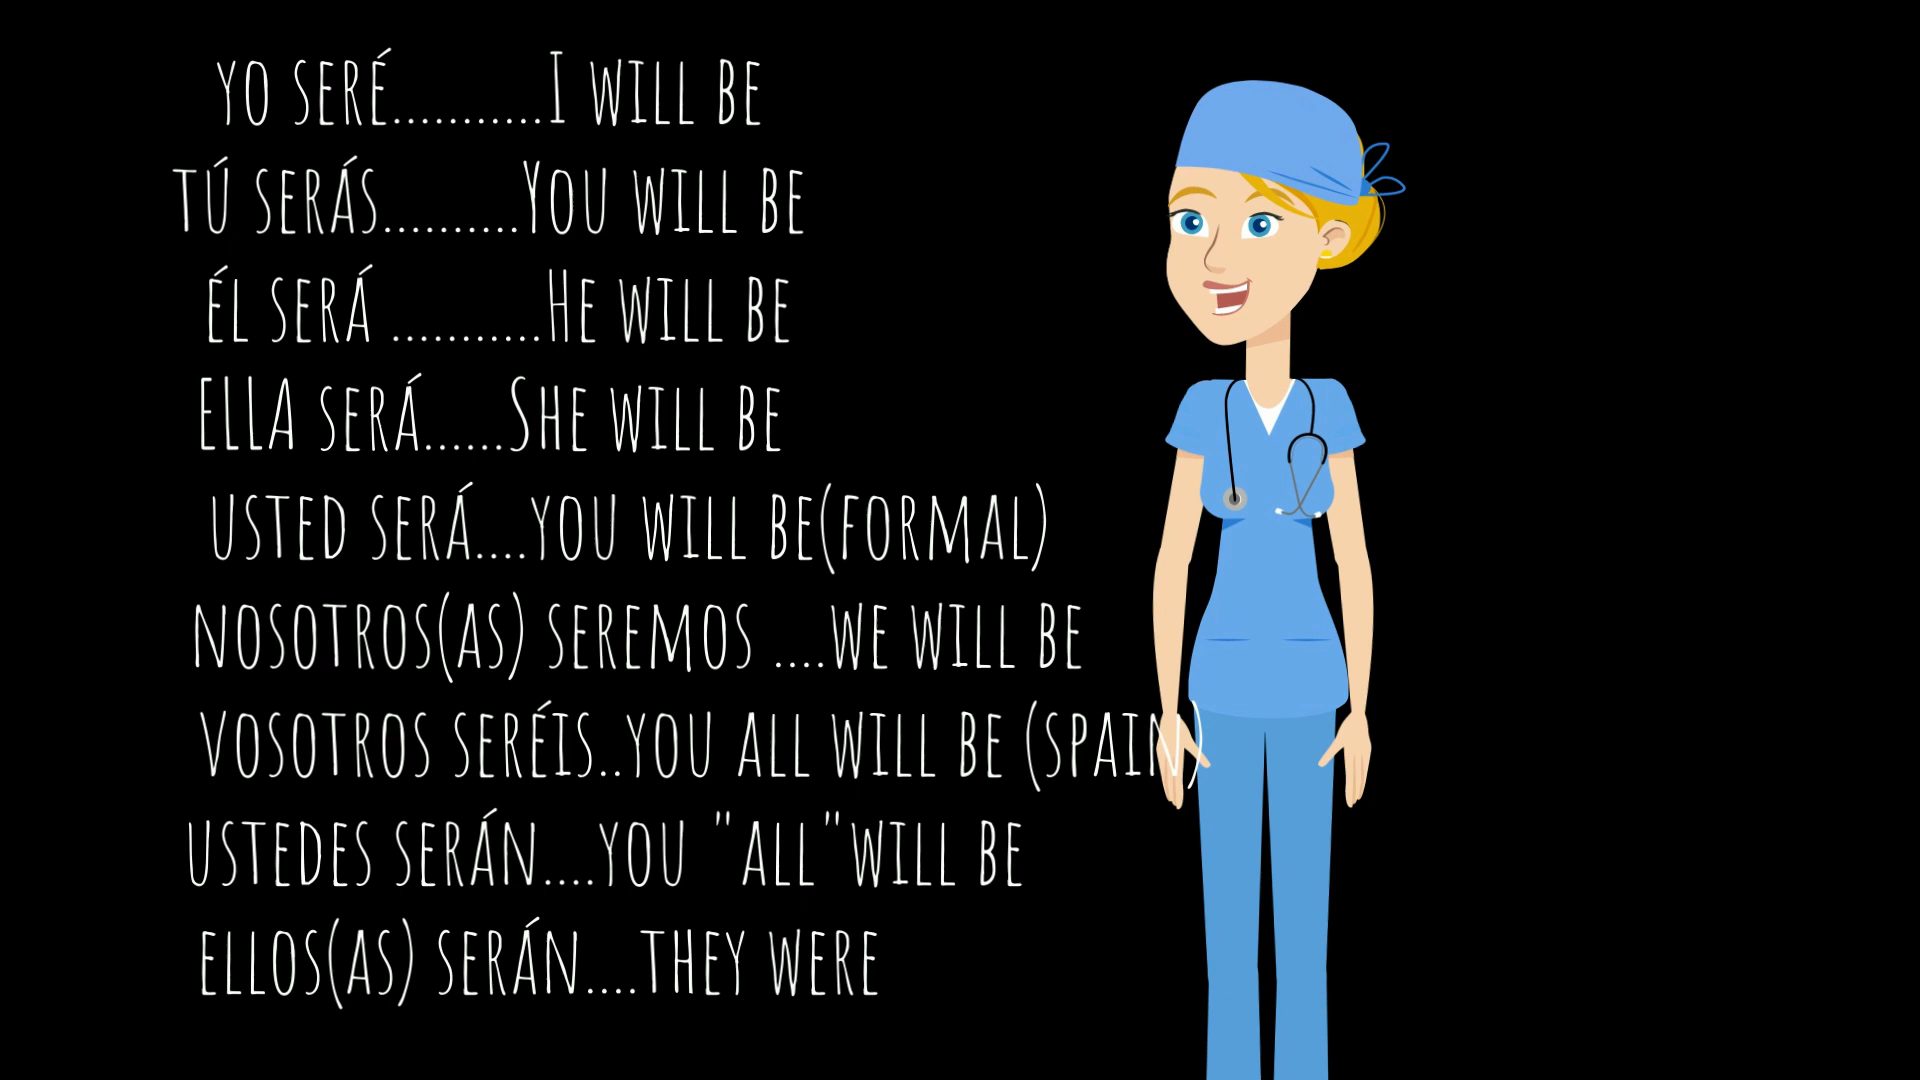 yo seré...........I will be
tú serás..........You will be
él será ...........He will be
ELLA será......She will be
usted será....you will be(formal)
nosotros(as) seremos ....we will be
vosotros seréis..you all will be (spain)
ustedes serán....you "all"will be
ellos(as) serán....they were